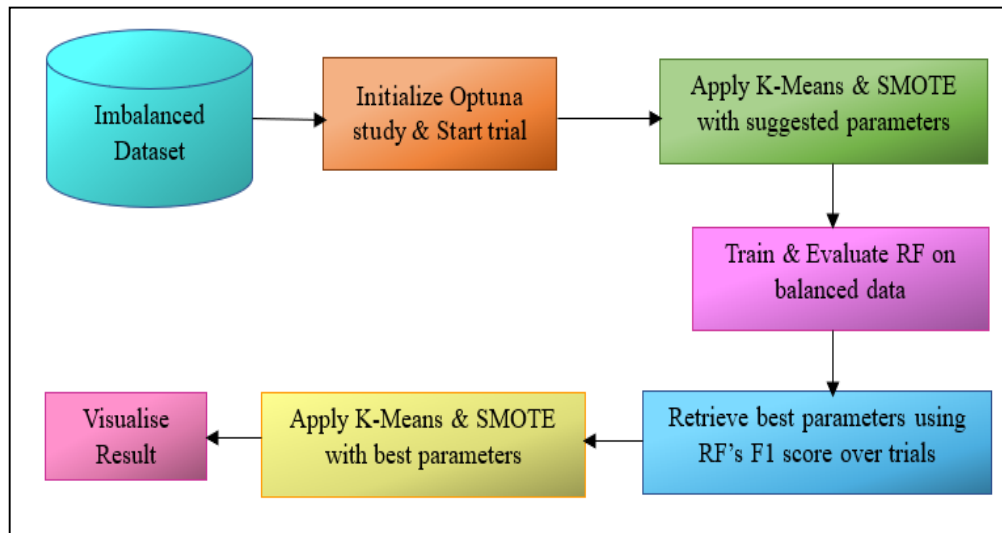 Imbalanced
Dataset
Initialize Optuna
study & Start trial
Apply K-Means & SMOTE
with suggested parameters
Train & Evaluate RF on
balanced data
Retrieve best parameters using
RF's F1 score over trials
Apply K-Means & SMOTE
with best parameters
Visualise
Result